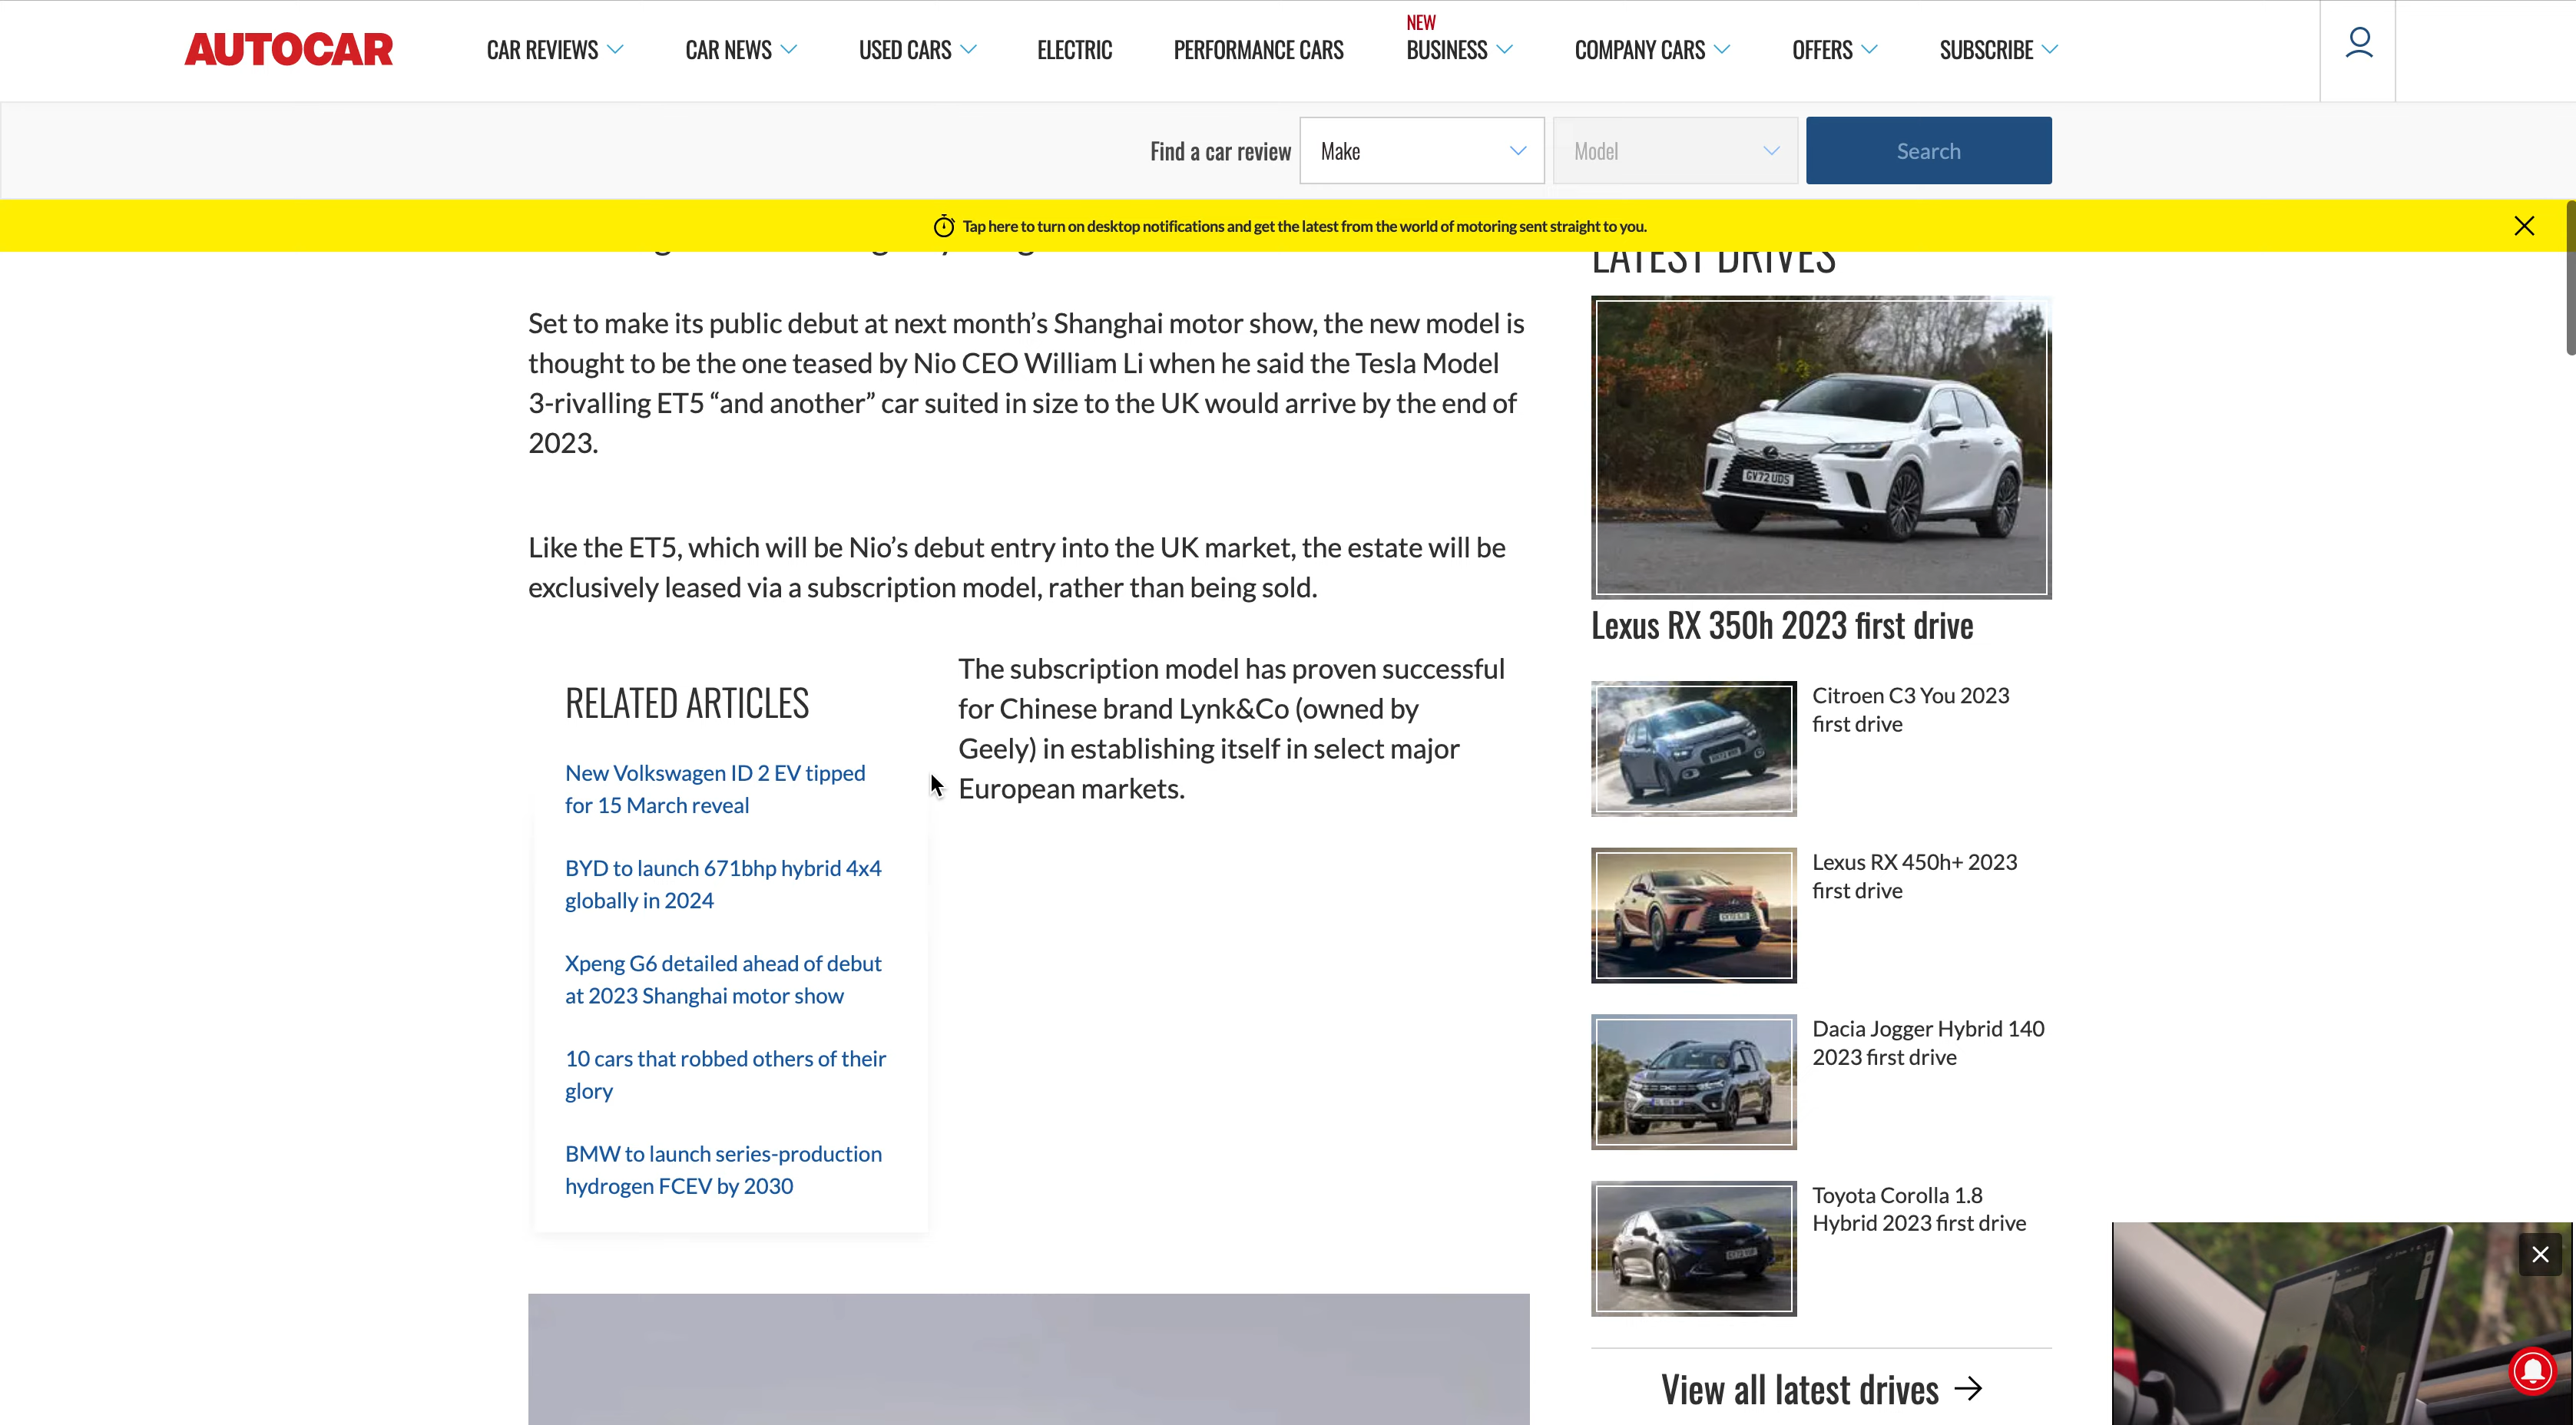 AUTOCAR
CAR REVIEWS
CAR NEWS
USED CARS
ELECTRIC
PERFORMANCE CARS
NEW
BUSINESS
COMPANY CARS
OFFERS
SUBSCRIBE
Find a car review
Make
Model
Search
Tap here to turn on desktop notifications and get the latest from the world of motoring sent straight to you.
Set to make its public debut at next month’s Shanghai motor show, the new model is
thought to be the one teased by Nio CEO William Li when he said the Tesla Model
3-rivalling ET5 “and another” car suited in size to the UK would arrive by the end of
2023.
Like the ET5, which will be Nio’s debut entry into the UK market, the estate will be
exclusively leased via a subscription model, rather than being sold.
RELATED ARTICLES
New Volkswagen ID 2 EV tipped
for 15 March reveal
BYD to launch 671bhp hybrid 4x4
globally in 2024
Xpeng G6 detailed ahead of debut
at 2023 Shanghai motor show
10 cars that robbed others of their
glory
BMW to launch series-production
hydrogen FCEV by 2030
The subscription model has proven successful
for Chinese brand Lynk&Co (owned by
Geely) in establishing itself in select major
European markets.
LATEST DRIVES
GV72 UDS
Lexus RX 350h 2023 first drive
Citroen C3 You 2023
first drive
Lexus RX 450h+ 2023
first drive
Dacia Jogger Hybrid 140
2023 first drive
Toyota Corolla 1.8
Hybrid 2023 first drive
View all latest drives